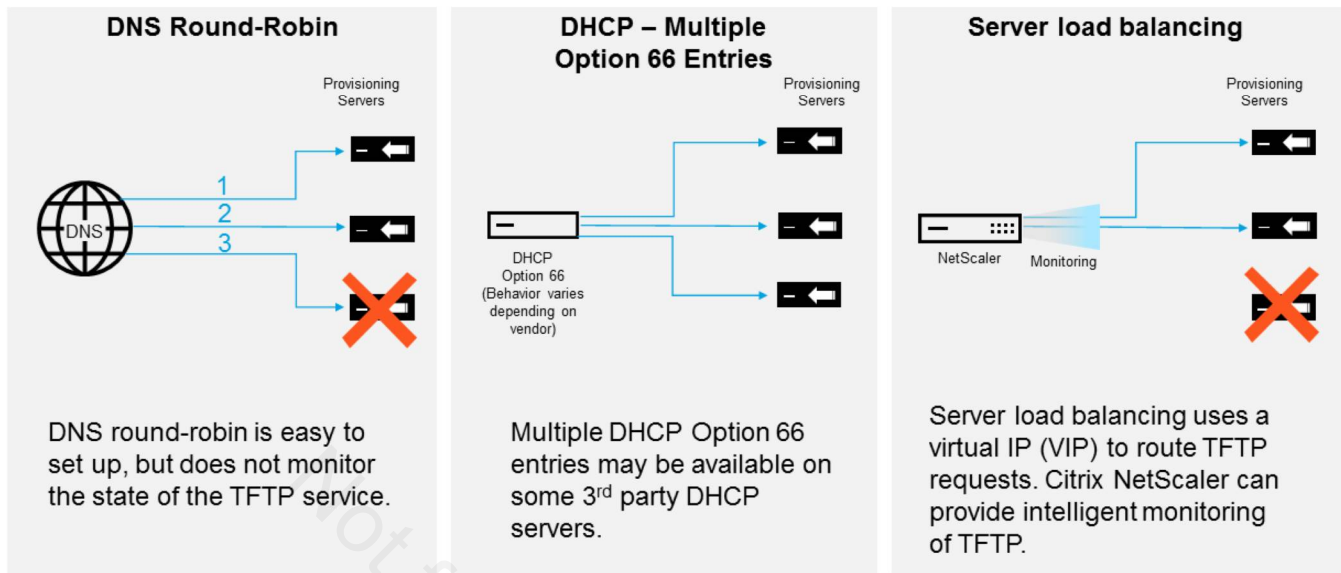 DNS Round-Robin
Provisioning
Servers
1
2
3
DNS
DNS round-robin is easy to
set up, but does not monitor
the state of the TFTP service.
DHCP – Multiple
Option 66 Entries
Provisioning
Servers
DHCP
Option 66
(Behavior varies
depending on
vendor)
Multiple DHCP Option 66
entries may be available on
some 3rd party DHCP
servers.
Server load balancing
Provisioning
Servers
NetScaler
Monitoring
Server load balancing uses a
virtual IP (VIP) to route TFTP
requests. Citrix NetScaler can
provide intelligent monitoring
of TFTP.
Not